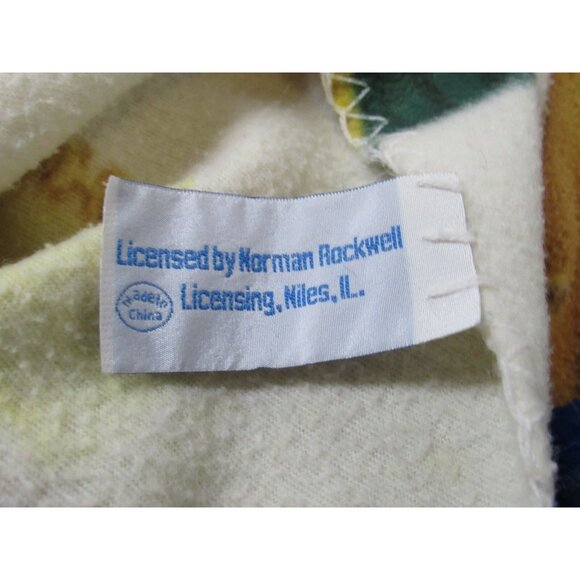 Licensed by Norman Rockwell
Licensing, Niles, IL.
Made in
China